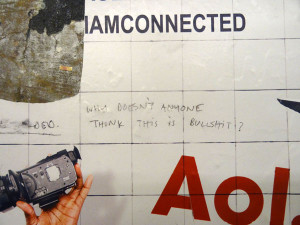 IAMCONNECTED
WHY DOESN'T ANYONE
THINK THIS IS BULLSHIT?
Aol.